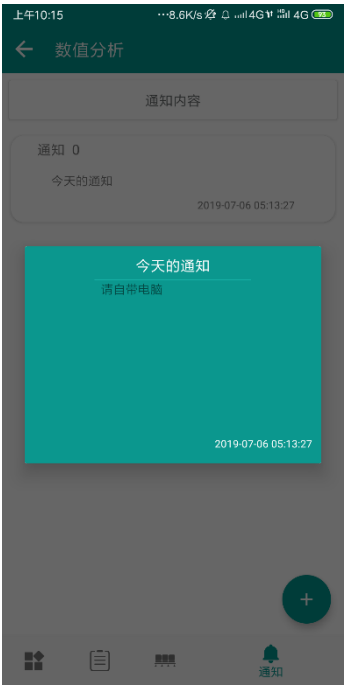 上午10:15
···8.6K/s 4G 4G 93
数值分析
通知内容
通知 0
今天的通知
2019-07-06 05:13:27
今天的通知
请自带电脑
2019-07-06 05:13:27
+
通知